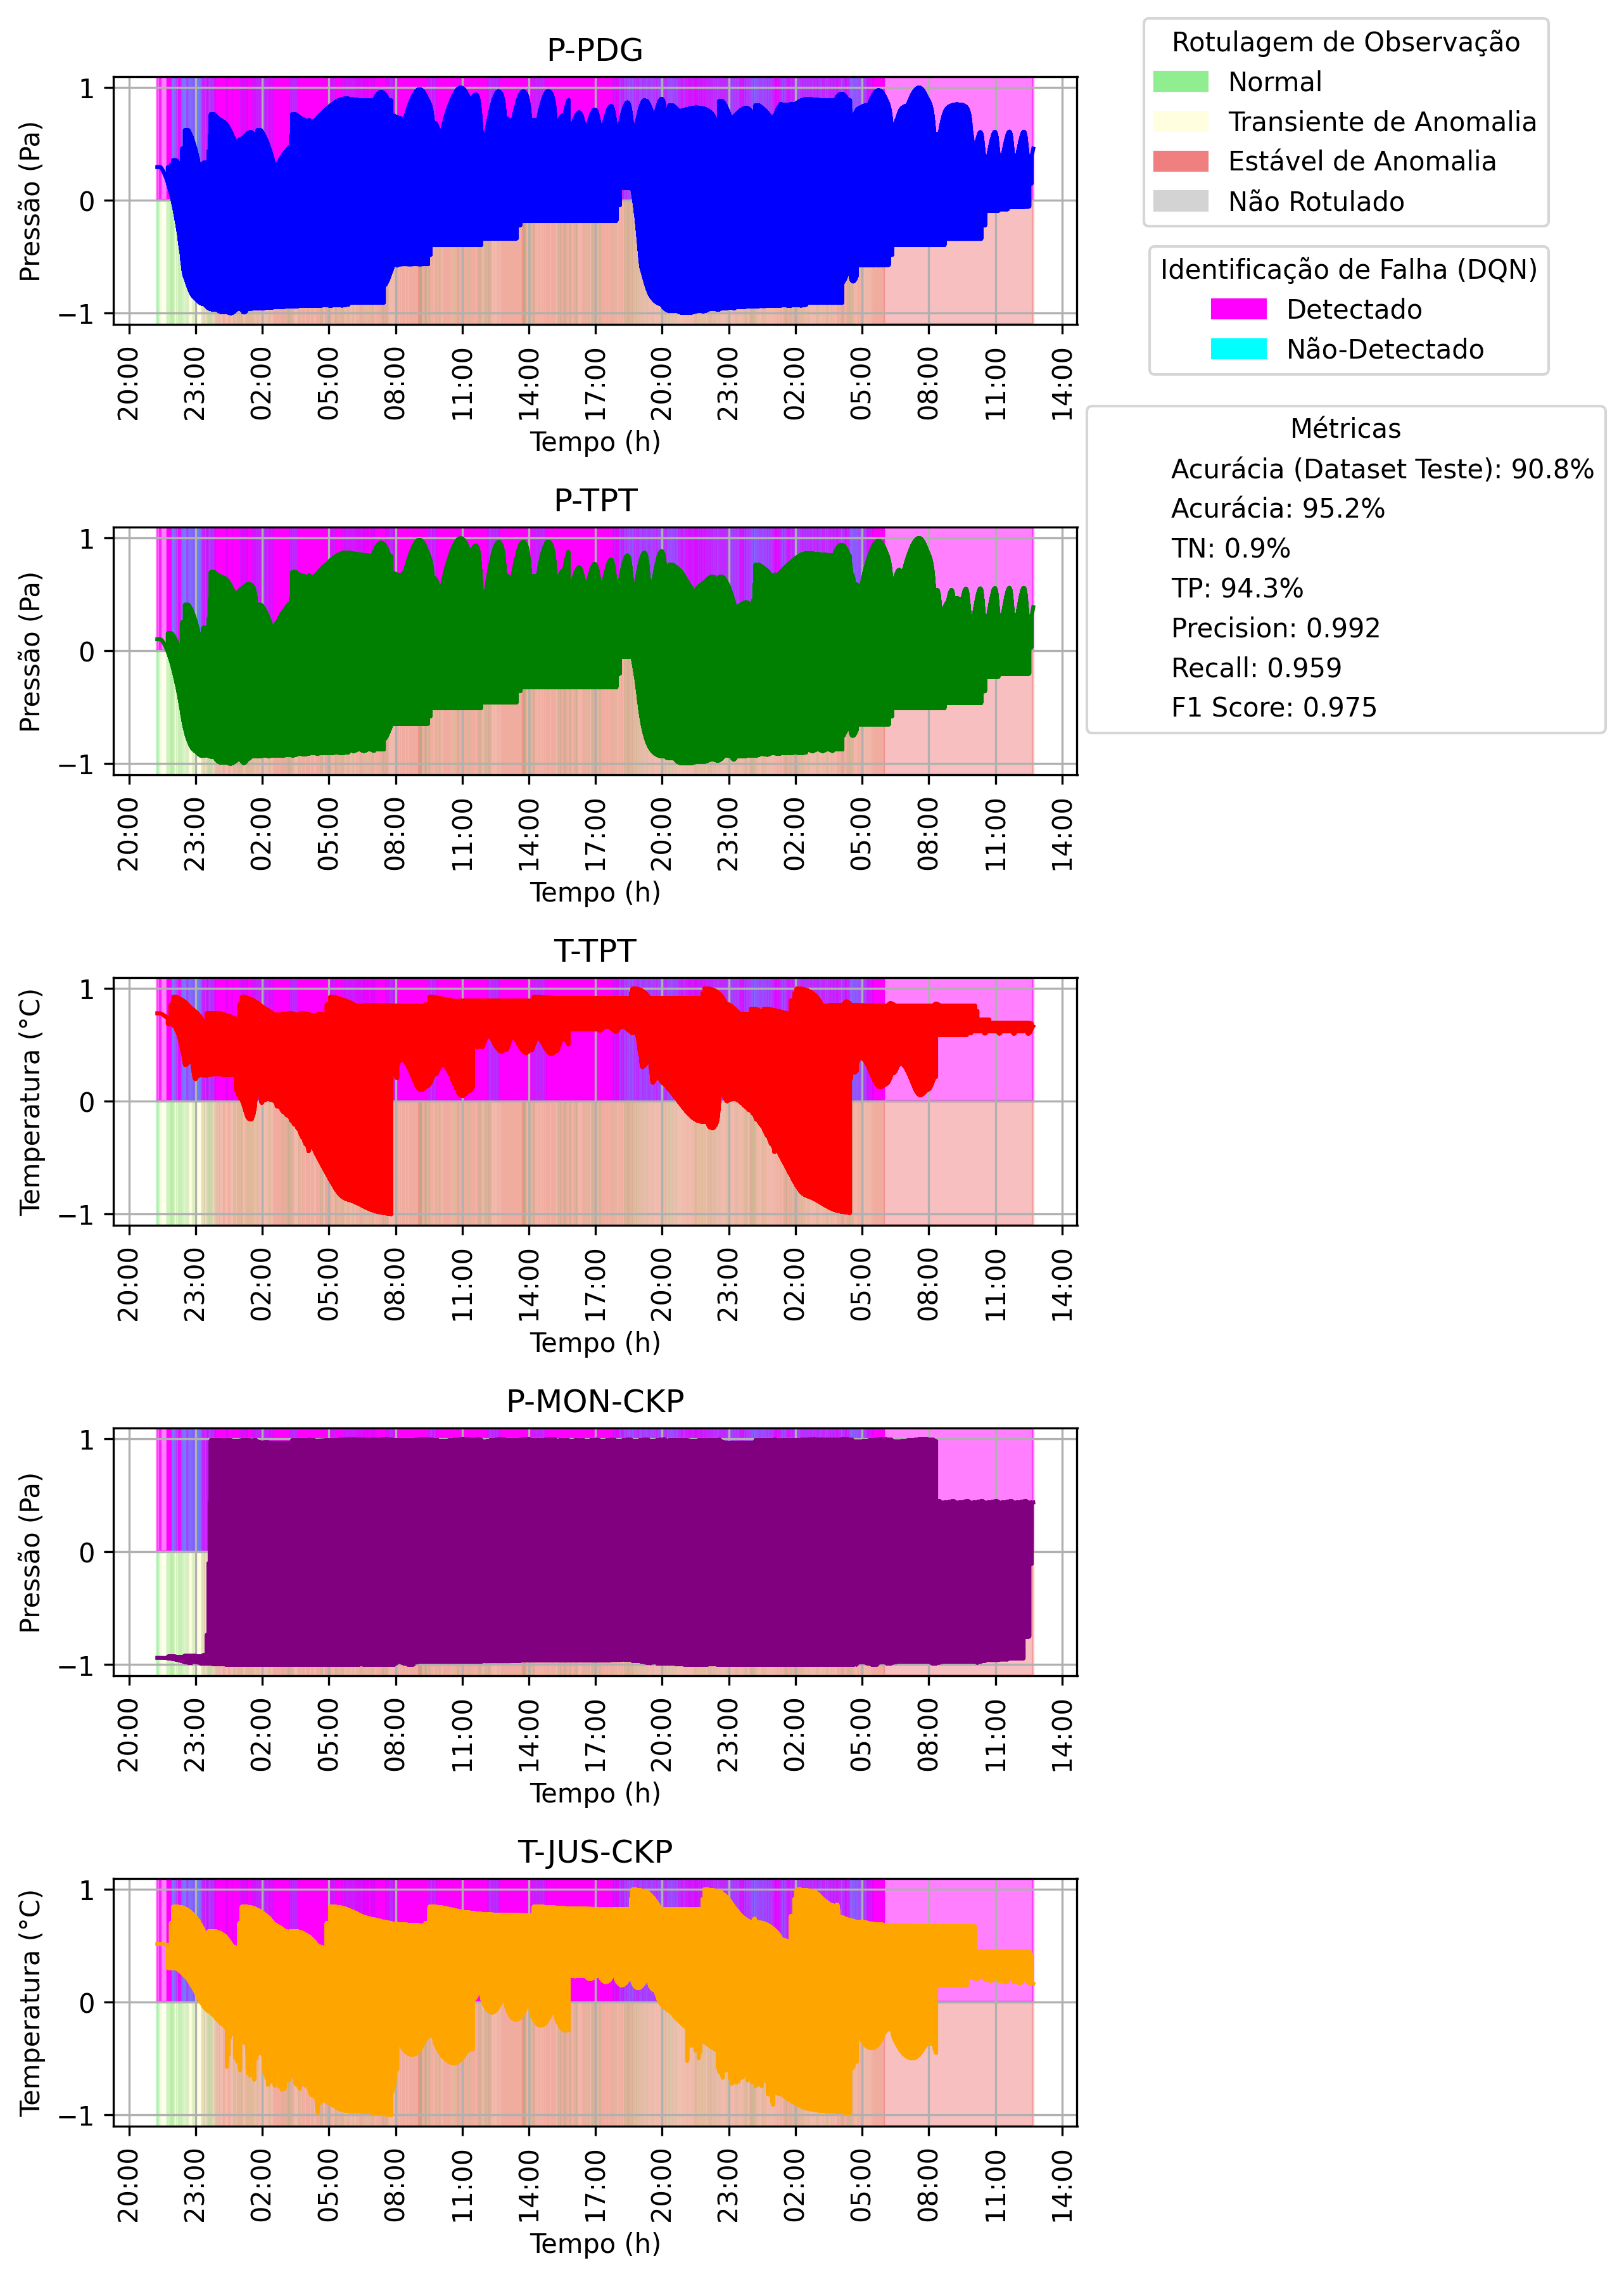 P-PDG
1
0
−1
Pressão (Pa)
20:00 23:00 02:00 05:00 08:00 11:00 14:00 17:00 20:00 23:00 02:00 05:00 08:00 11:00 14:00
Tempo (h)
Rotulagem de Observação
Normal
Transiente de Anomalia
Estável de Anomalia
Não Rotulado
Identificação de Falha (DQN)
Detectado
Não-Detectado
Métricas
Acurácia (Dataset Teste): 90.8%
Acurácia: 95.2%
TN: 0.9%
TP: 94.3%
Precision: 0.992
Recall: 0.959
F1 Score: 0.975
P-TPT
1
0
−1
Pressão (Pa)
20:00 23:00 02:00 05:00 08:00 11:00 14:00 17:00 20:00 23:00 02:00 05:00 08:00 11:00 14:00
Tempo (h)
T-TPT
1
0
−1
Temperatura (°C)
20:00 23:00 02:00 05:00 08:00 11:00 14:00 17:00 20:00 23:00 02:00 05:00 08:00 11:00 14:00
Tempo (h)
P-MON-CKP
1
0
−1
Pressão (Pa)
20:00 23:00 02:00 05:00 08:00 11:00 14:00 17:00 20:00 23:00 02:00 05:00 08:00 11:00 14:00
Tempo (h)
T-JUS-CKP
1
0
−1
Temperatura (°C)
20:00 23:00 02:00 05:00 08:00 11:00 14:00 17:00 20:00 23:00 02:00 05:00 08:00 11:00 14:00
Tempo (h)